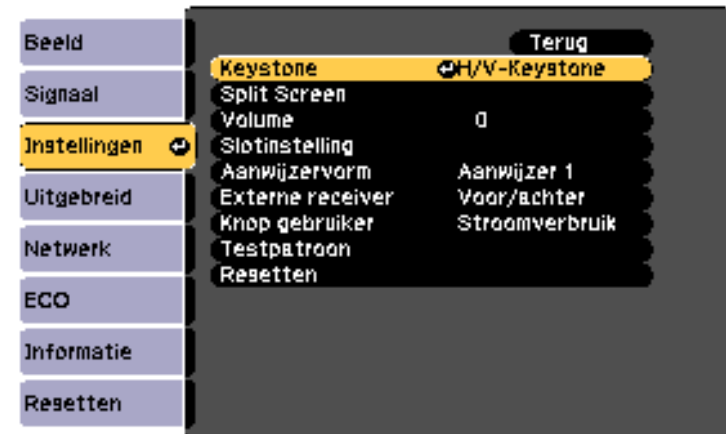 Beeld
Signaal
Instellingen
Uitgebreid
Netwerk
ECO
Informatie
Resetten
Terug
Keystone H/V-Keystone
Split Screen
Volume 0
Slotinstelling
Aanwijzervorm Aanwijzer 1
Externe receiver Voor/achter
Knop gebruiker Stroomverbruik
Testpatroon
Resetten